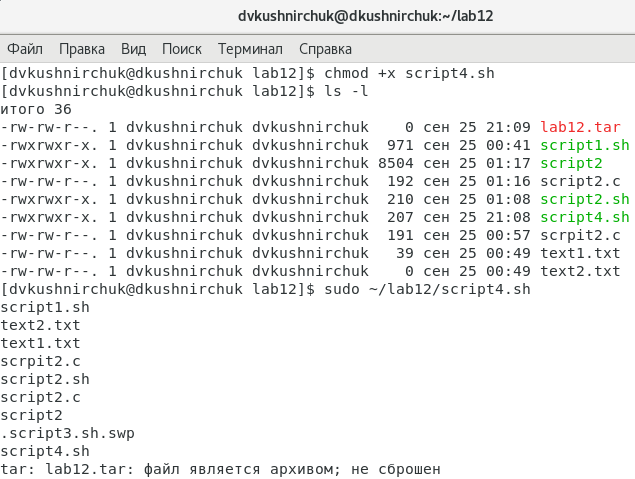 dvkushnirchuk@dkushnirchuk:~/lab12
Файл Правка Вид Поиск Терминал Справка
[dvkushnirchuk@dkushnirchuk lab12]$ chmod +x script4.sh
[dvkushnirchuk@dkushnirchuk lab12]$ ls -l
итого 36
-rw-rw-r--. 1 dvkushnirchuk dvkushnirchuk    0 сен 25 21:09 lab12.tar
-rwxrwxr-x. 1 dvkushnirchuk dvkushnirchuk  971 сен 25 00:41 script1.sh
-rwxrwxr-x. 1 dvkushnirchuk dvkushnirchuk 8504 сен 25 01:17 script2
-rw-rw-r--. 1 dvkushnirchuk dvkushnirchuk  192 сен 25 01:16 script2.c
-rwxrwxr-x. 1 dvkushnirchuk dvkushnirchuk  210 сен 25 01:08 script2.sh
-rwxrwxr-x. 1 dvkushnirchuk dvkushnirchuk  207 сен 25 21:08 script4.sh
-rw-rw-r--. 1 dvkushnirchuk dvkushnirchuk  191 сен 25 00:57 scrpit2.c
-rw-rw-r--. 1 dvkushnirchuk dvkushnirchuk   39 сен 25 00:49 text1.txt
-rw-rw-r--. 1 dvkushnirchuk dvkushnirchuk    0 сен 25 00:49 text2.txt
[dvkushnirchuk@dkushnirchuk lab12]$ sudo ~/lab12/script4.sh
script1.sh
text2.txt
text1.txt
scrpit2.c
script2.sh
script2.c
script2
.script3.sh.swp
script4.sh
tar: lab12.tar: файл является архивом; не сброшен